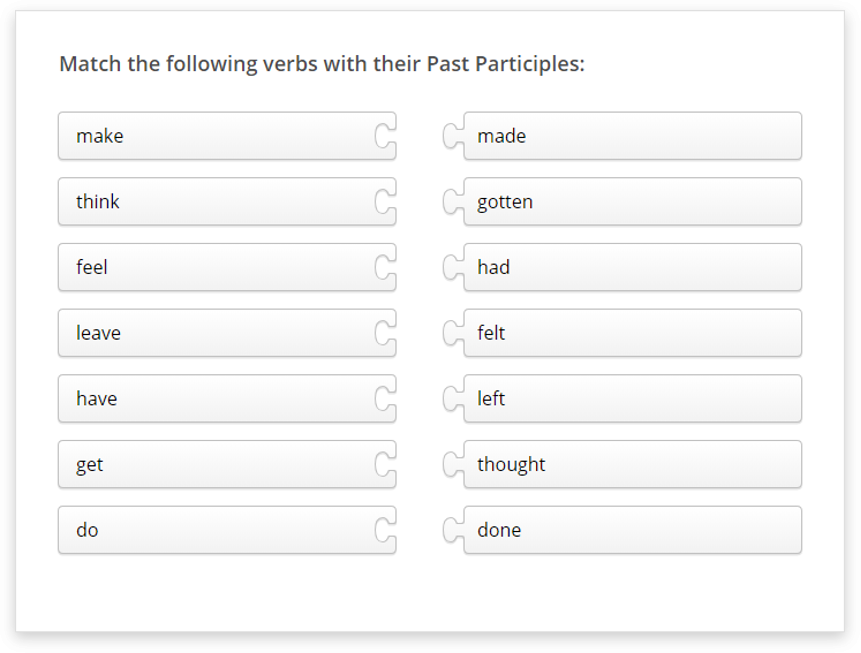 Match the following verbs with their Past Participles:
make made
think gotten
feel had
leave felt
have left
get thought
do done